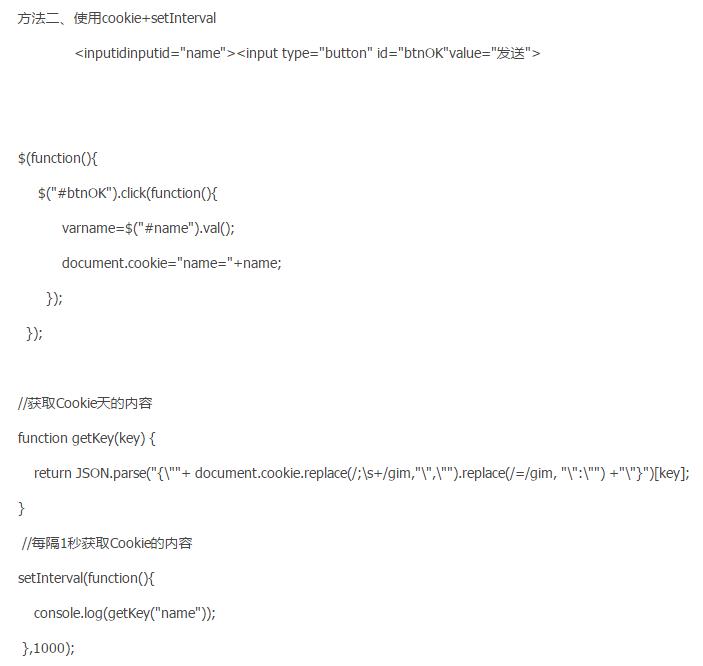 方法二、使用cookie+setInterval
<inputidinputid="name"><input type="button" id="btnOK"value="发送">
$(function(){
$("#btnOK").click(function(){
varname=$("#name").val();
document.cookie="name="+name;
});
});
//获取Cookie天的内容
function getKey(key) {
return JSON.parse("{\""+ document.cookie.replace(/;\s+/gim,"\",\"").replace(/=/gim, "\":\"") +"\"}")[key];
}
//每隔1秒获取Cookie的内容
setInterval(function(){
console.log(getKey("name"));
},1000);